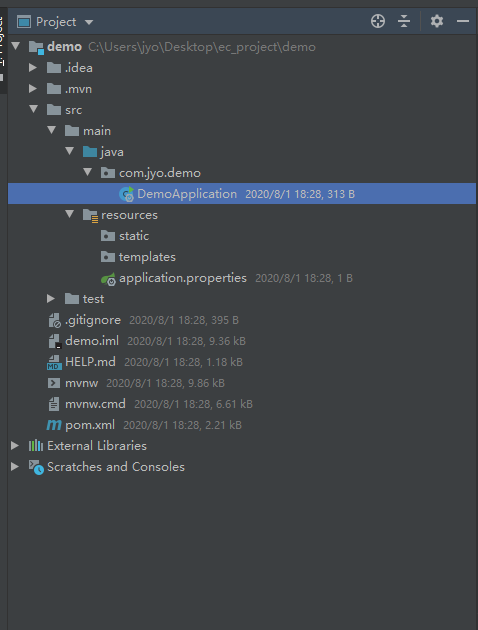 Project
demo C:\Users\jyo\Desktop\ec_project\demo
.idea
.mvn
src
main
java
com.jyo.demo
DemoApplication 2020/8/1 18:28, 313 B
resources
static
templates
application.properties 2020/8/1 18:28, 1 B
test
.gitignore 2020/8/1 18:28, 395 B
demo.iml 2020/8/1 18:28, 9.36 kB
HELP.md 2020/8/1 18:28, 1.18 kB
mvnw 2020/8/1 18:28, 9.86 kB
mvnw.cmd 2020/8/1 18:28, 6.61 kB
pom.xml 2020/8/1 18:28, 2.21 kB
External Libraries
Scratches and Consoles